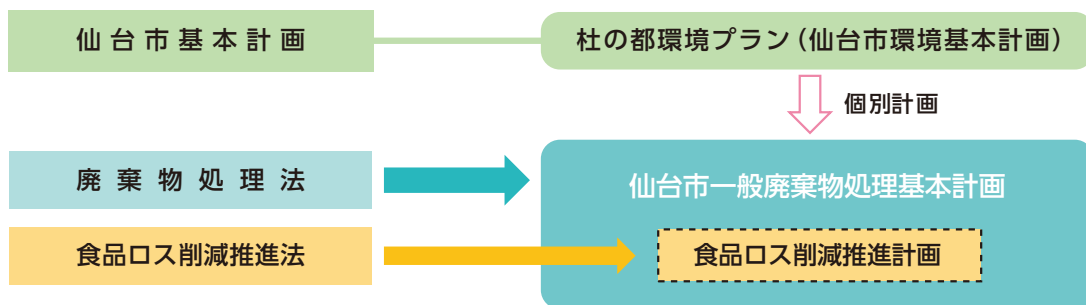 仙台市基本計画
杜の都環境プラン(仙台市環境基本計画)
個別計画
廃棄物処理法
仙台市一般廃棄物処理基本計画
食品ロス削減推進法
食品ロス削減推進計画